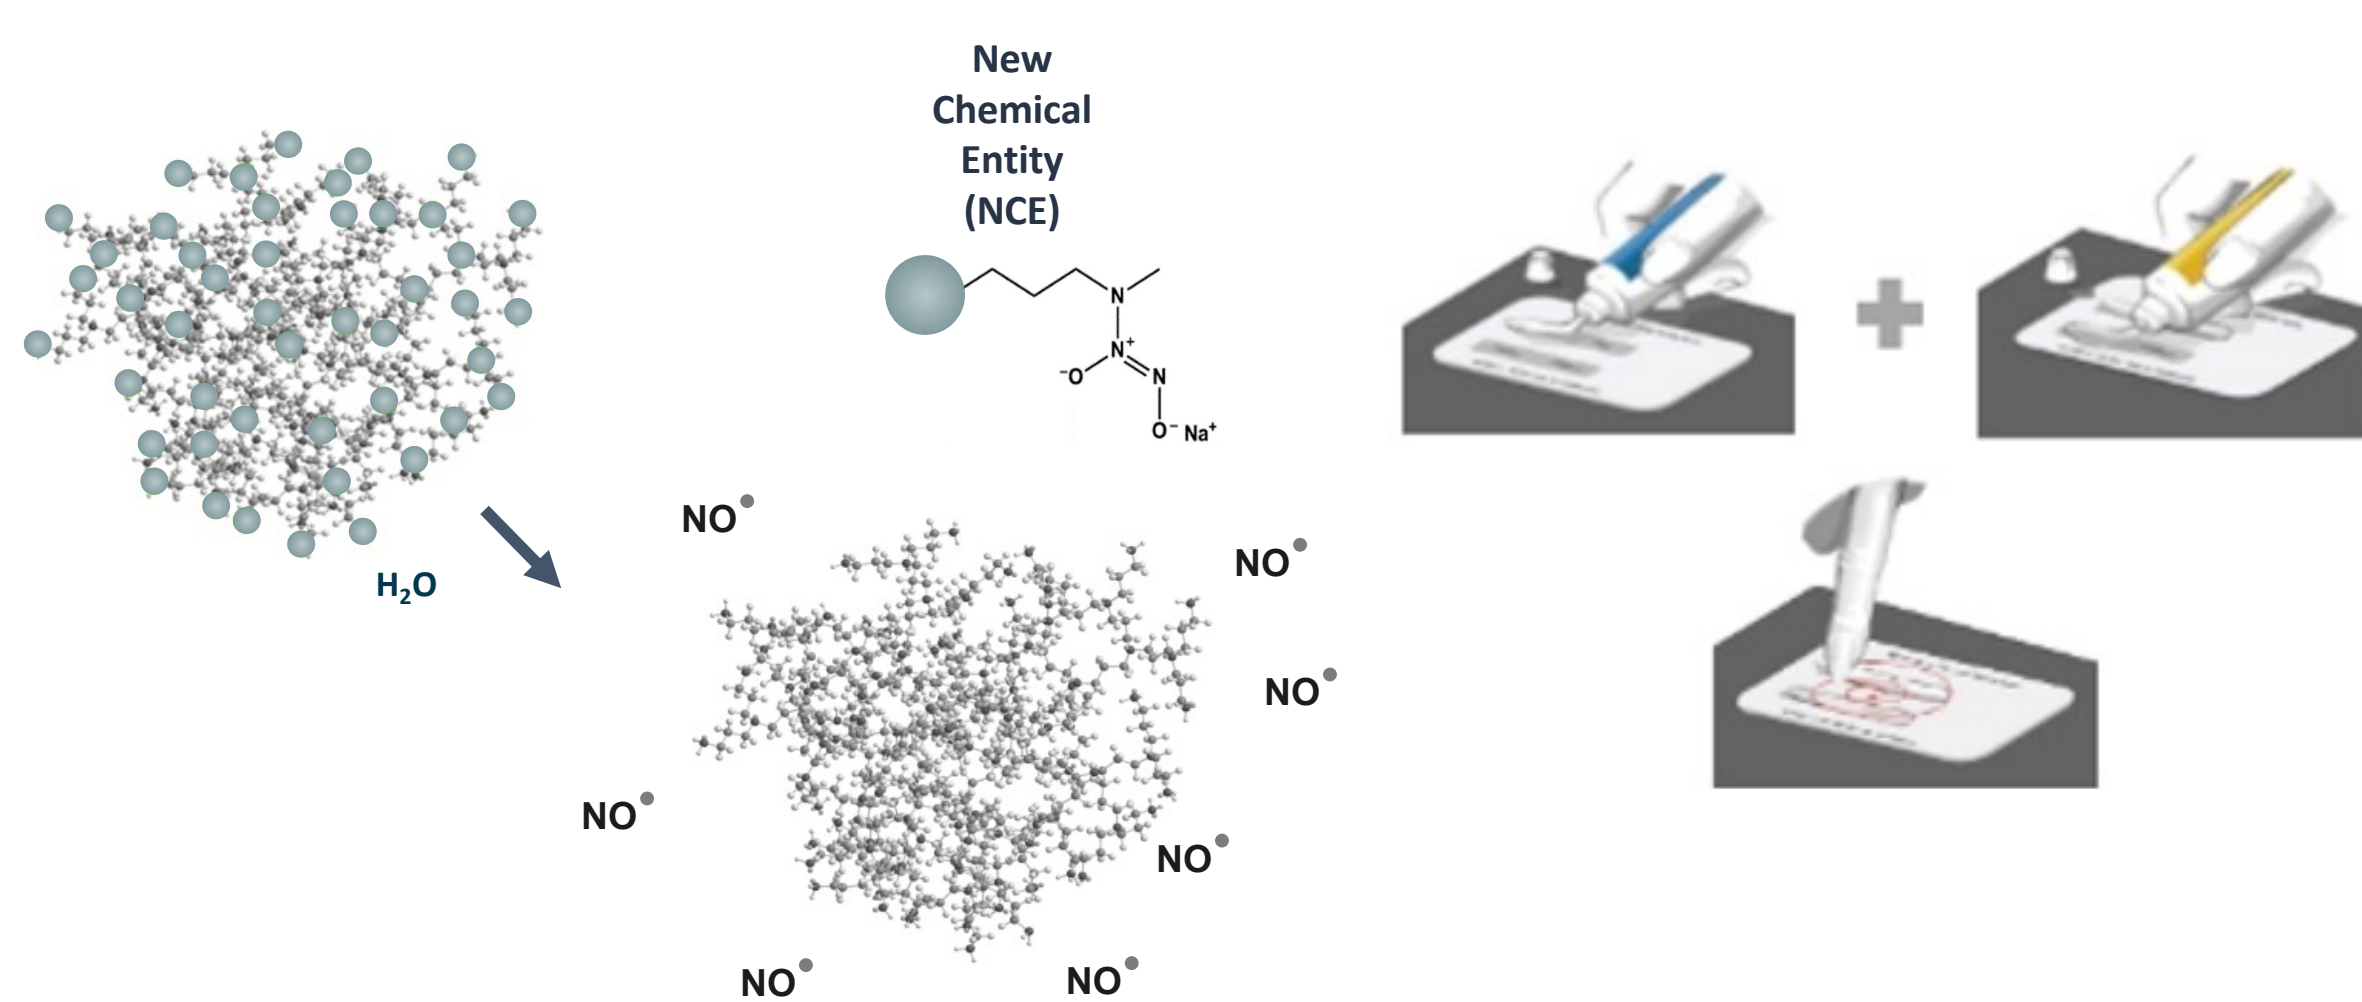 New
Chemical
Entity
(NCE)
N
N⁺
⁻O
N
O⁻ Na⁺
H₂O
NO•
NO•
NO•
NO•
NO•
NO•
NO•